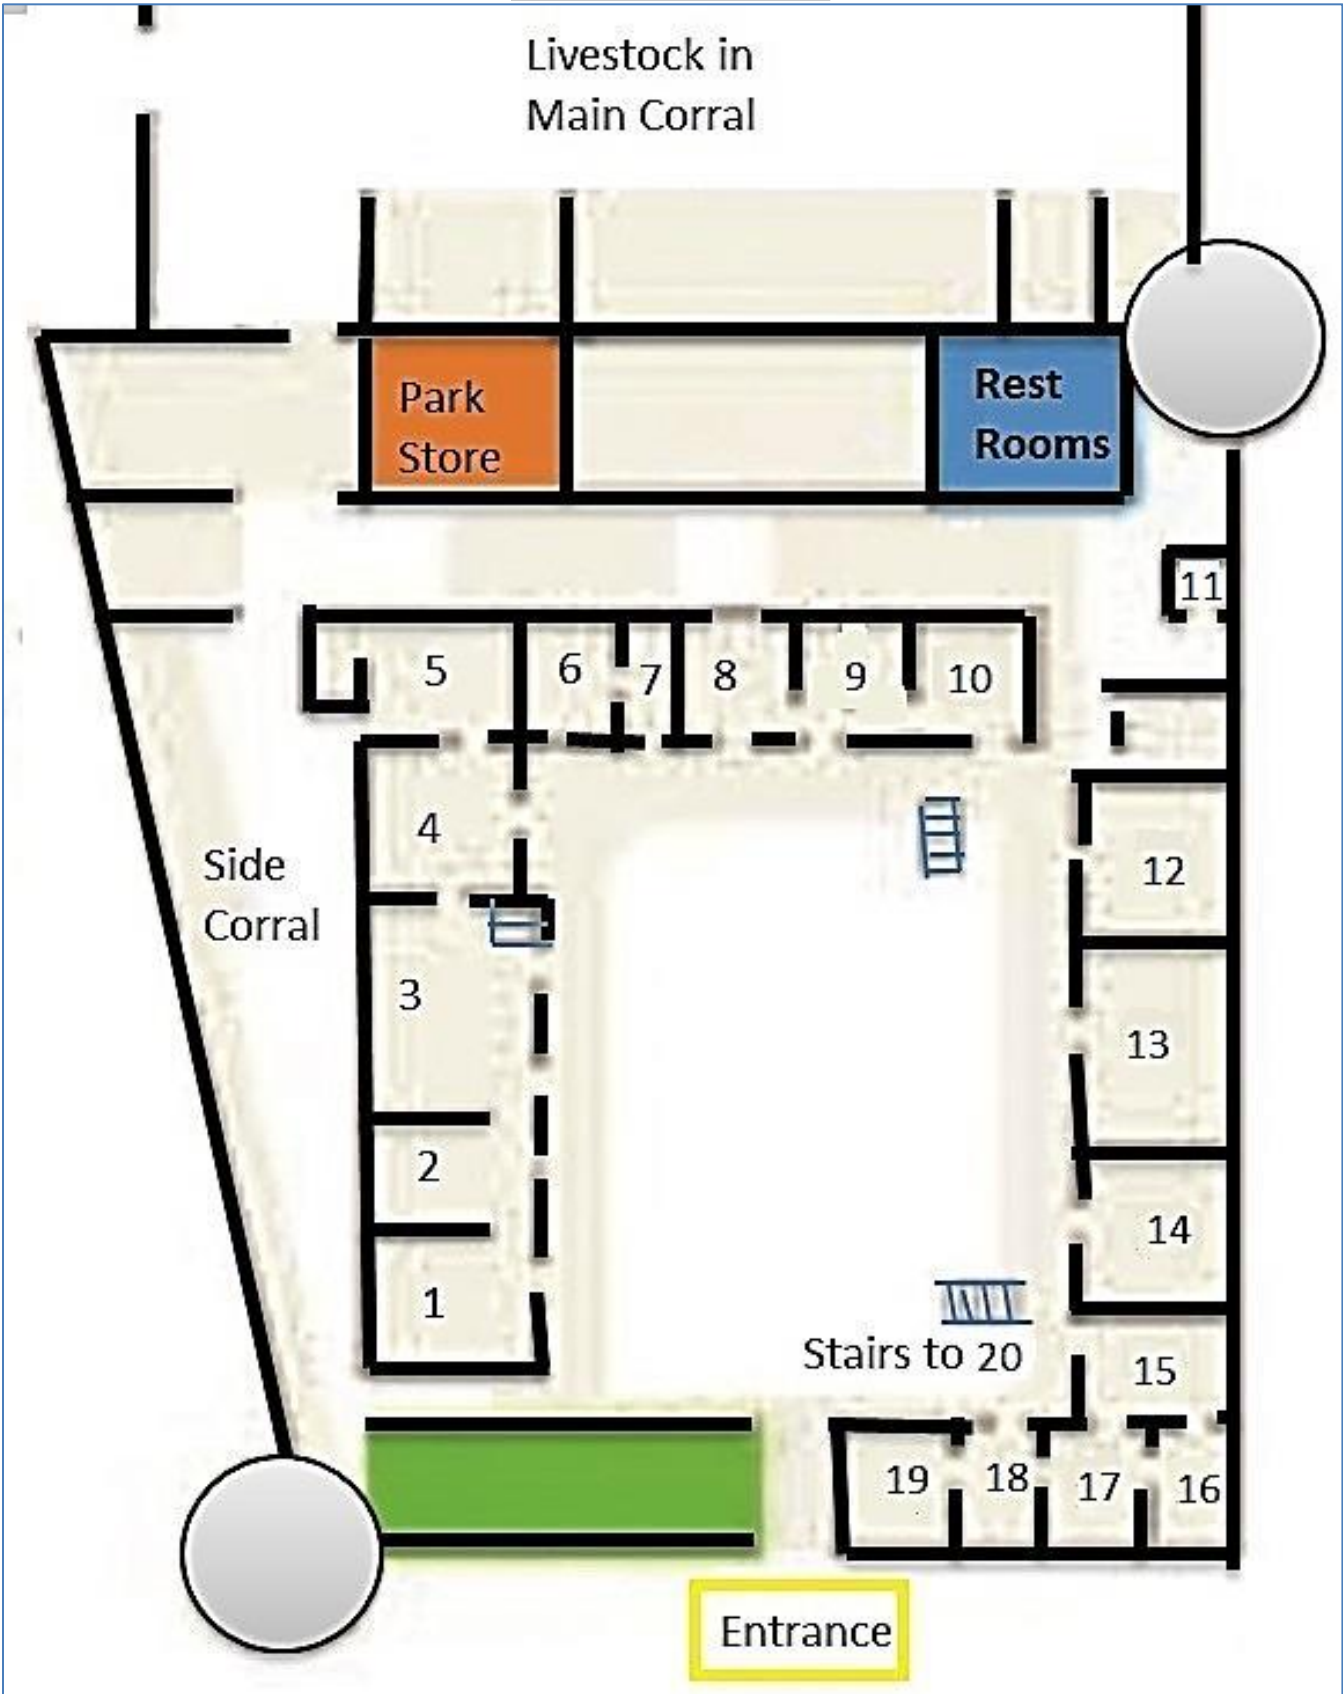 Livestock in
Main Corral
Park
Store
Rest
Rooms
11
5
6
7
8
9
10
4
12
Side
Corral
3
13
2
14
1
Stairs to 20
15
19
18
17
16
Entrance